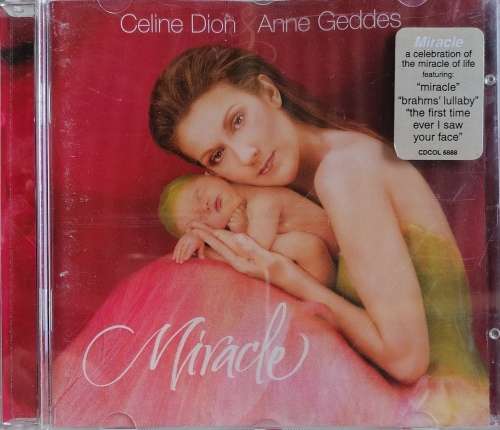 Celine Dion Anne Geddes
Miracle
a celebration of
the miracle of life
featuring:
"miracle"
"brahms' lullaby"
"the first time
ever I saw
your face"
CDCOL 6888
Miracle